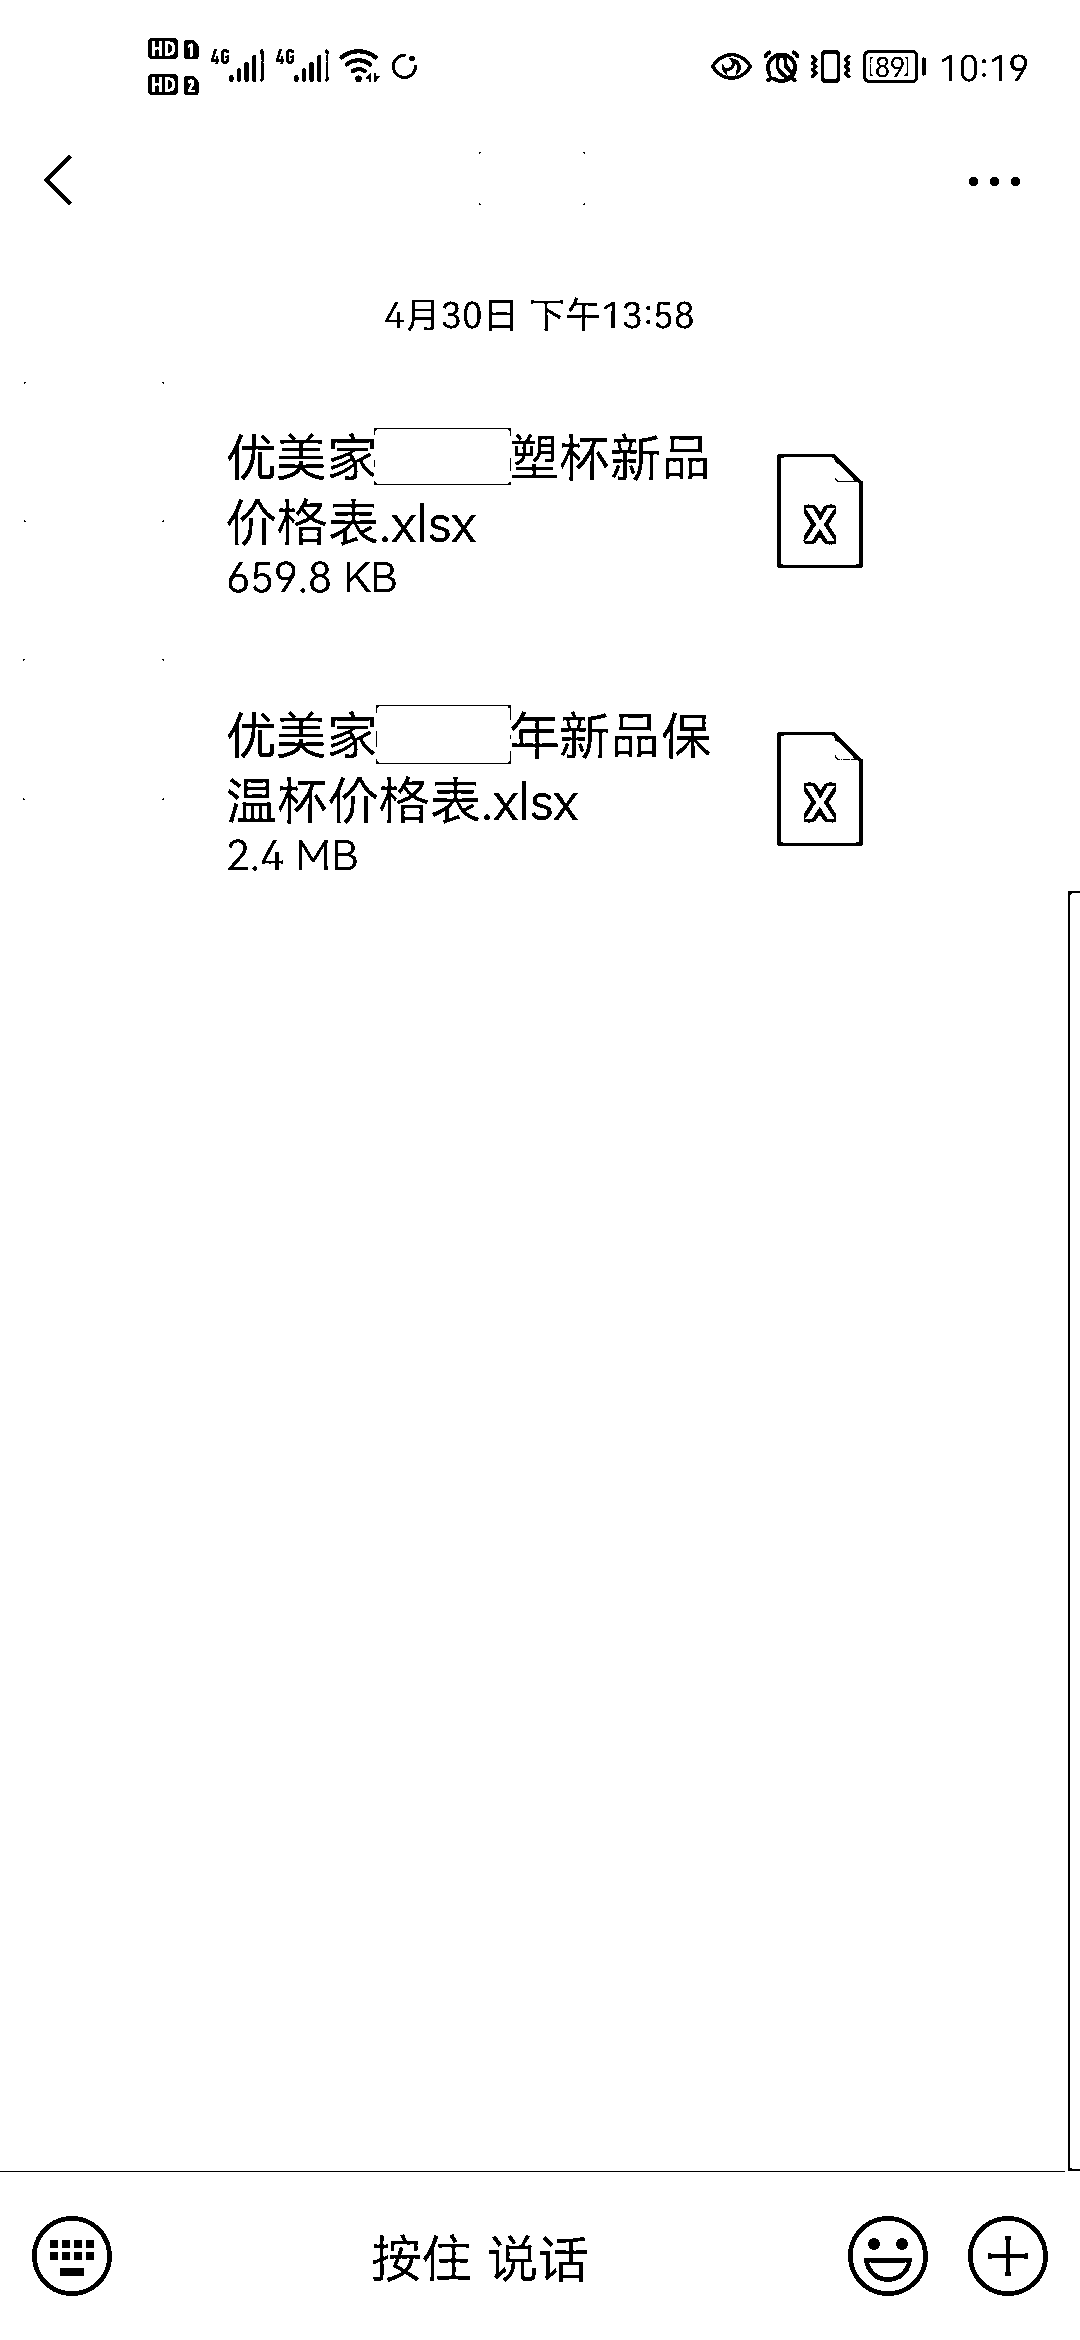 HD 1 4G 4G 89 10:19
HD 2
4月30日 下午13:58
优美家 塑杯新品
价格表.xlsx
659.8 KB
X
优美家 年新品保
温杯价格表.xlsx
2.4 MB
X
按住 说话